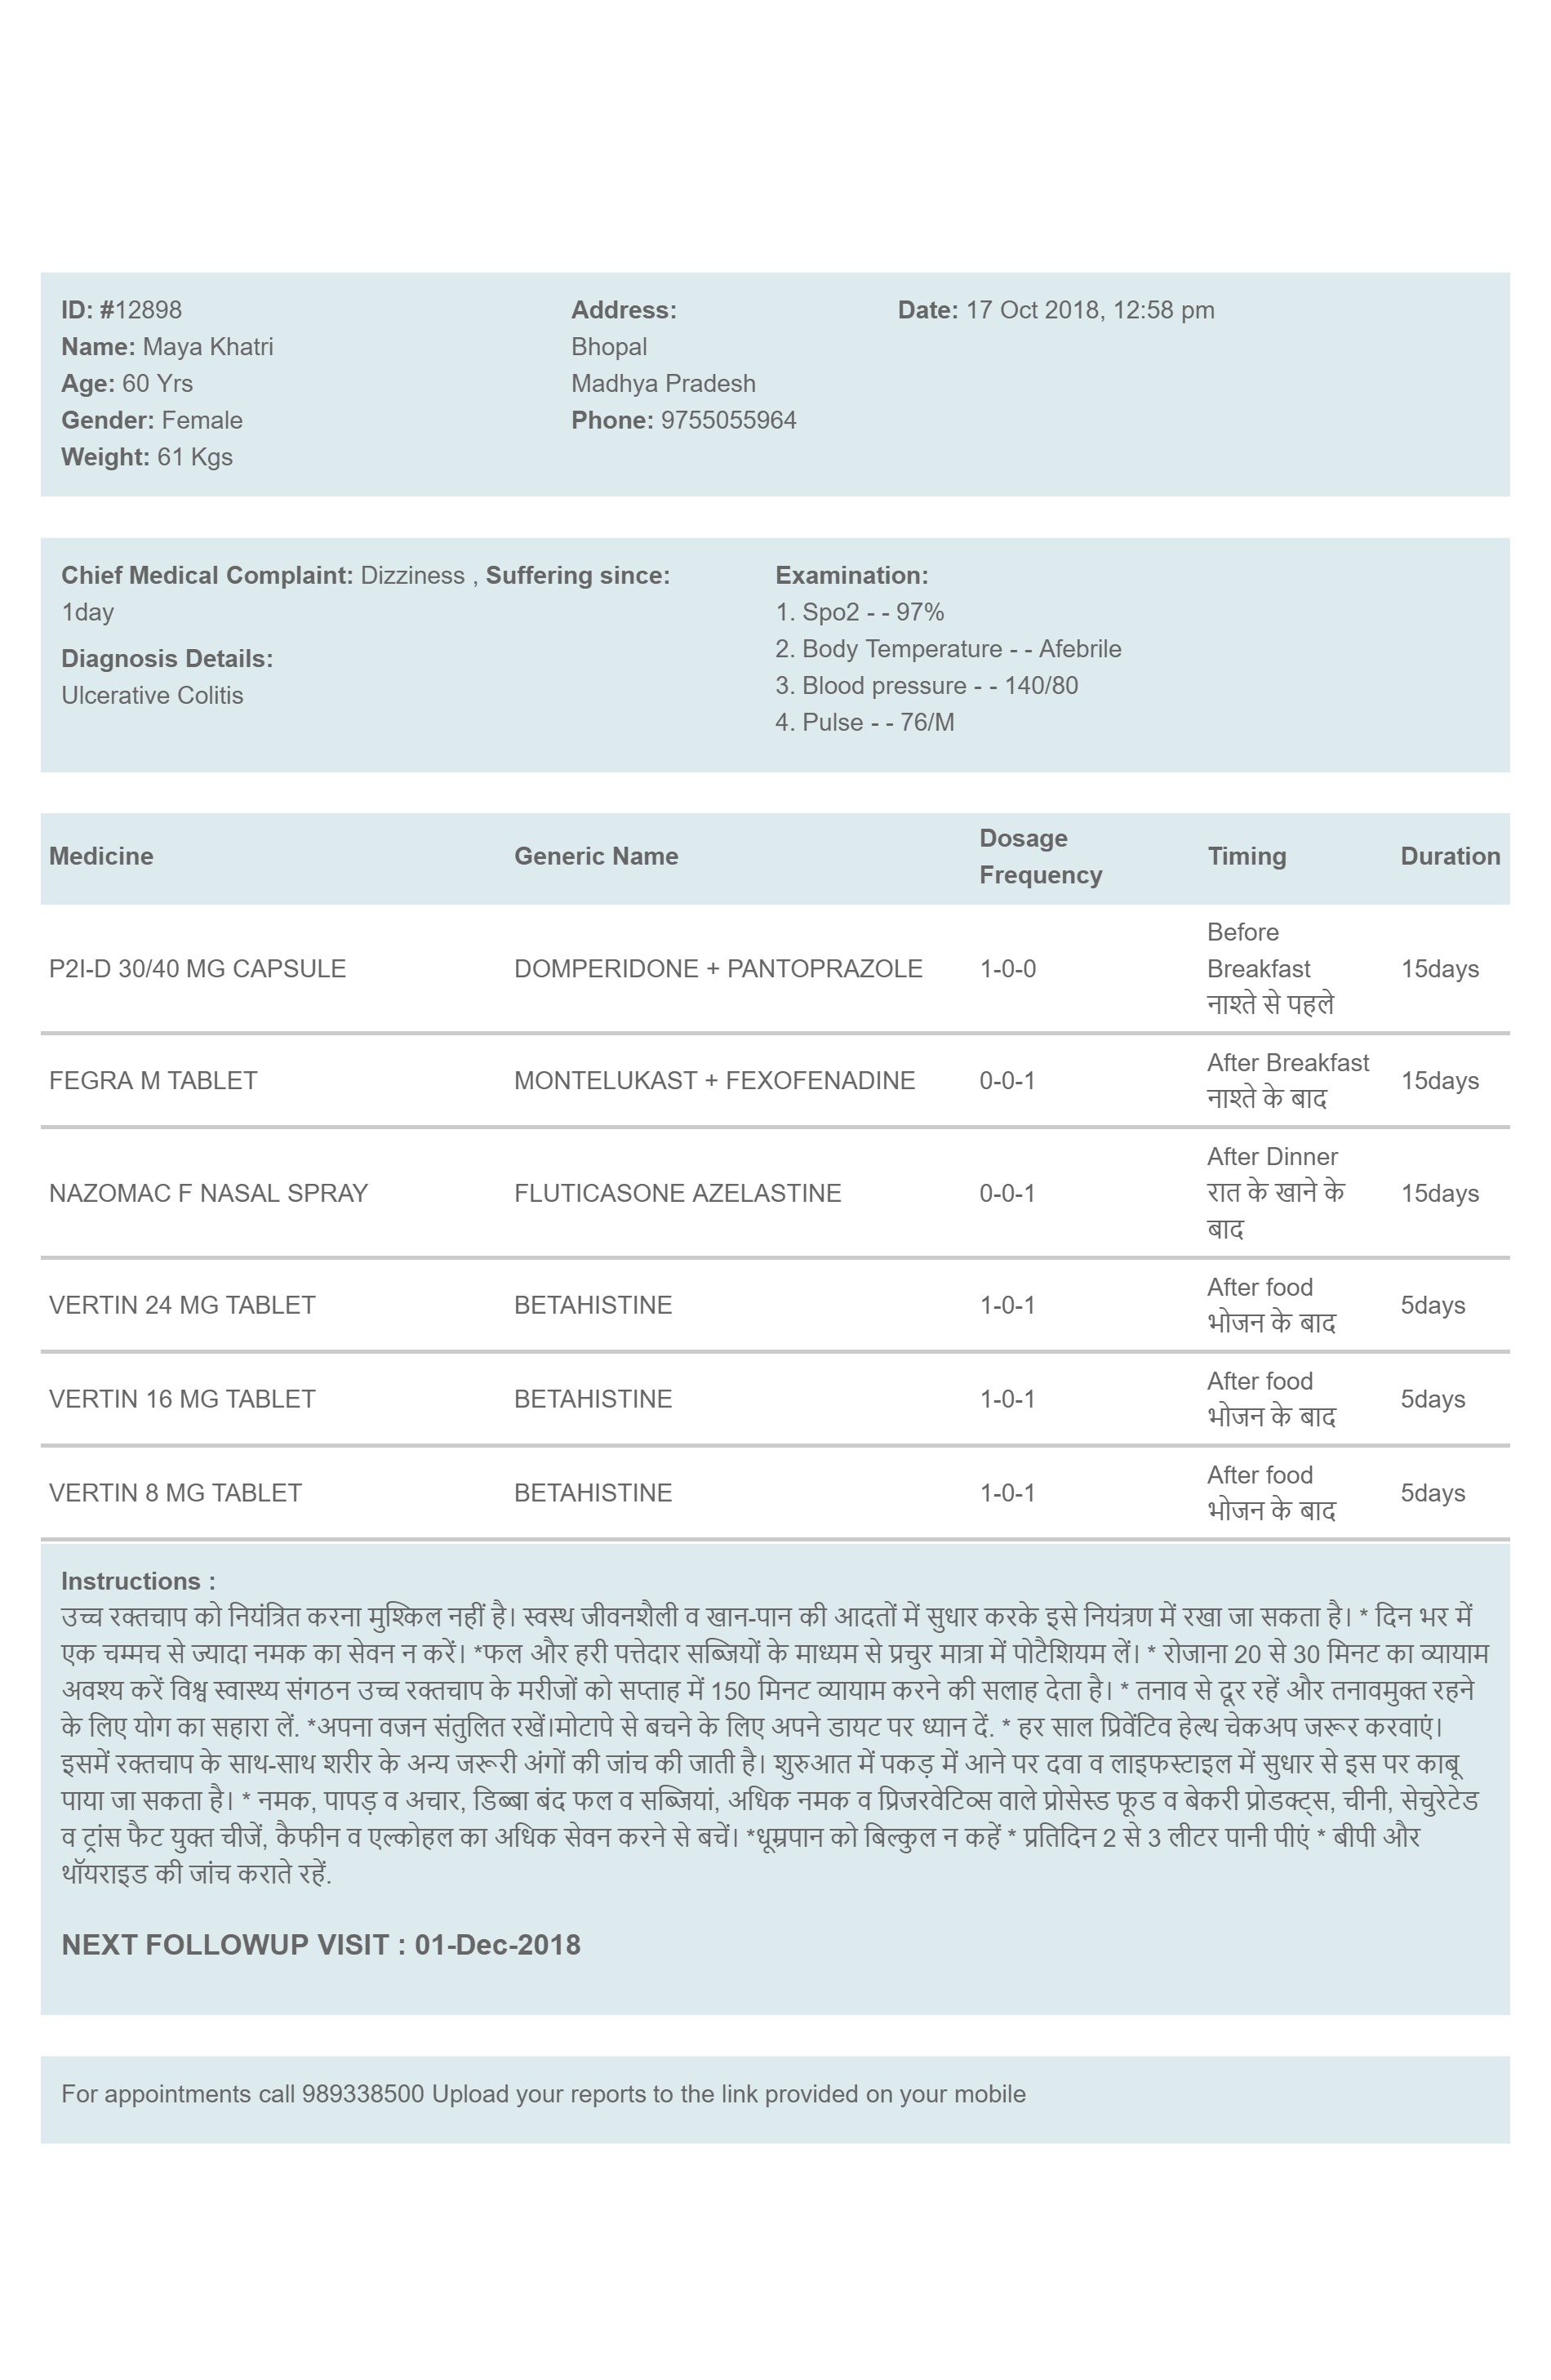 ID: #12898
Name: Maya Khatri
Age: 60 Yrs
Gender: Female
Weight: 61 Kgs
Address:
Bhopal
Madhya Pradesh
Phone: 9755055964
Date: 17 Oct 2018, 12:58 pm
Chief Medical Complaint: Dizziness , Suffering since:
1day
Diagnosis Details:
Ulcerative Colitis
Examination:
1. Spo2 - - 97%
2. Body Temperature - - Afebrile
3. Blood pressure - - 140/80
4. Pulse - - 76/M
Medicine Generic Name Dosage Frequency Timing Duration
P2I-D 30/40 MG CAPSULE DOMPERIDONE + PANTOPRAZOLE 1-0-0 Before Breakfast नाश्ते से पहले 15days
FEGRA M TABLET MONTELUKAST + FEXOFENADINE 0-0-1 After Breakfast नाश्ते के बाद 15days
NAZOMAC F NASAL SPRAY FLUTICASONE AZELASTINE 0-0-1 After Dinner रात के खाने के बाद 15days
VERTIN 24 MG TABLET BETAHISTINE 1-0-1 After food भोजन के बाद 5days
VERTIN 16 MG TABLET BETAHISTINE 1-0-1 After food भोजन के बाद 5days
VERTIN 8 MG TABLET BETAHISTINE 1-0-1 After food भोजन के बाद 5days
Instructions :
उच्च रक्तचाप को नियंत्रित करना मुश्किल नहीं है। स्वस्थ जीवनशैली व खान-पान की आदतों में सुधार करके इसे नियंत्रण में रखा जा सकता है। * दिन भर में
एक चम्मच से ज्यादा नमक का सेवन न करें। *फल और हरी पत्तेदार सब्जियों के माध्यम से प्रचुर मात्रा में पोटैशियम लें। * रोजाना 20 से 30 मिनट का व्यायाम
अवश्य करें विश्व स्वास्थ्य संगठन उच्च रक्तचाप के मरीजों को सप्ताह में 150 मिनट व्यायाम करने की सलाह देता है। * तनाव से दूर रहें और तनावमुक्त रहने
के लिए योग का सहारा लें. *अपना वजन संतुलित रखें।मोटापे से बचने के लिए अपने डायट पर ध्यान दें. * हर साल प्रिवेंटिव हेल्थ चेकअप जरूर करवाएं।
इसमें रक्तचाप के साथ-साथ शरीर के अन्य जरूरी अंगों की जांच की जाती है। शुरुआत में पकड़ में आने पर दवा व लाइफस्टाइल में सुधार से इस पर काबू
पाया जा सकता है। * नमक, पापड़ व अचार, डिब्बा बंद फल व सब्जियां, अधिक नमक व प्रिजरवेटिव्स वाले प्रोसेस्ड फूड व बेकरी प्रोडक्ट्स, चीनी, सेचुरेटेड
व ट्रांस फैट युक्त चीजें, कैफीन व एल्कोहल का अधिक सेवन करने से बचें। *धूम्रपान को बिल्कुल न कहें * प्रतिदिन 2 से 3 लीटर पानी पीएं * बीपी और
थॉयराइड की जांच कराते रहें.
NEXT FOLLOWUP VISIT : 01-Dec-2018
For appointments call 989338500 Upload your reports to the link provided on your mobile